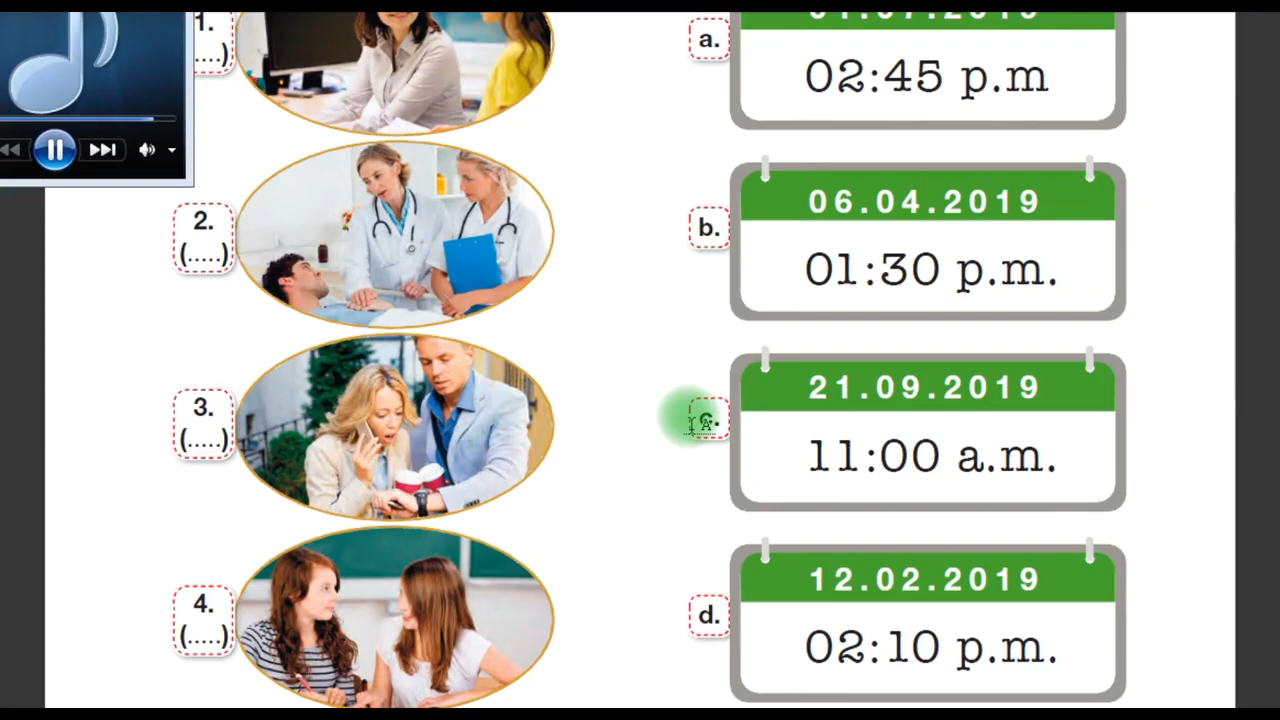 1.
(.....)
a.
02:45 p.m
2.
(.....)
b.
06.04.2019
01:30 p.m.
3.
(.....)
21.09.2019
11:00 a.m.
4.
(.....)
d.
12.02.2019
02:10 p.m.